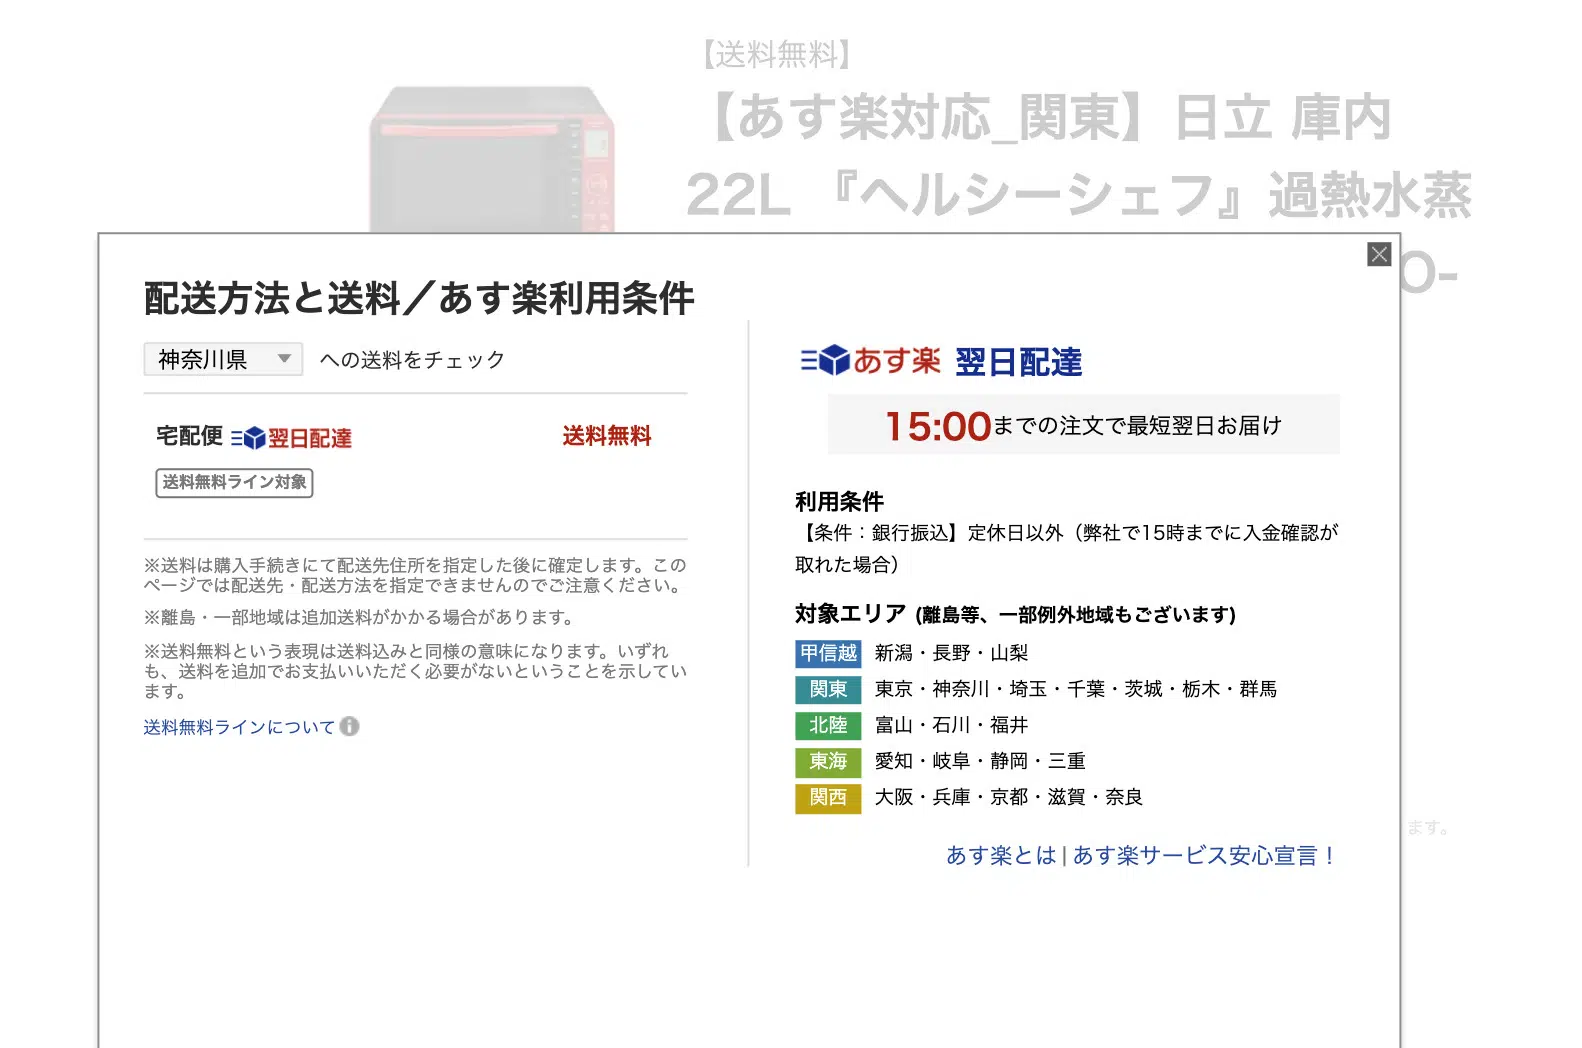 【送料無料】
【あす楽対応_関東】日立 庫内
22L 『ヘルシーシェフ』過熱水蒸
O-
配送方法と送料／あす楽利用条件
神奈川県 への送料をチェック
宅配便 翌日配達 送料無料
送料無料ライン対象
※送料は購入手続きにて配送先住所を指定した後に確定します。この
ページでは配送先・配送方法を指定できませんのでご注意ください。
※離島・一部地域は追加送料がかかる場合があります。
※送料無料という表現は送料込みと同様の意味になります。いずれ
も、送料を追加でお支払いいただく必要がないということを示してい
ます。
送料無料ラインについて
あす楽 翌日配達
15:00までの注文で最短翌日お届け
利用条件
【条件：銀行振込】定休日以外（弊社で15時までに入金確認が
取れた場合）
対象エリア (離島等、一部例外地域もございます)
甲信越 新潟・長野・山梨
関東 東京・神奈川・埼玉・千葉・茨城・栃木・群馬
北陸 富山・石川・福井
東海 愛知・岐阜・静岡・三重
関西 大阪・兵庫・京都・滋賀・奈良
ます。
あす楽とは | あす楽サービス安心宣言！